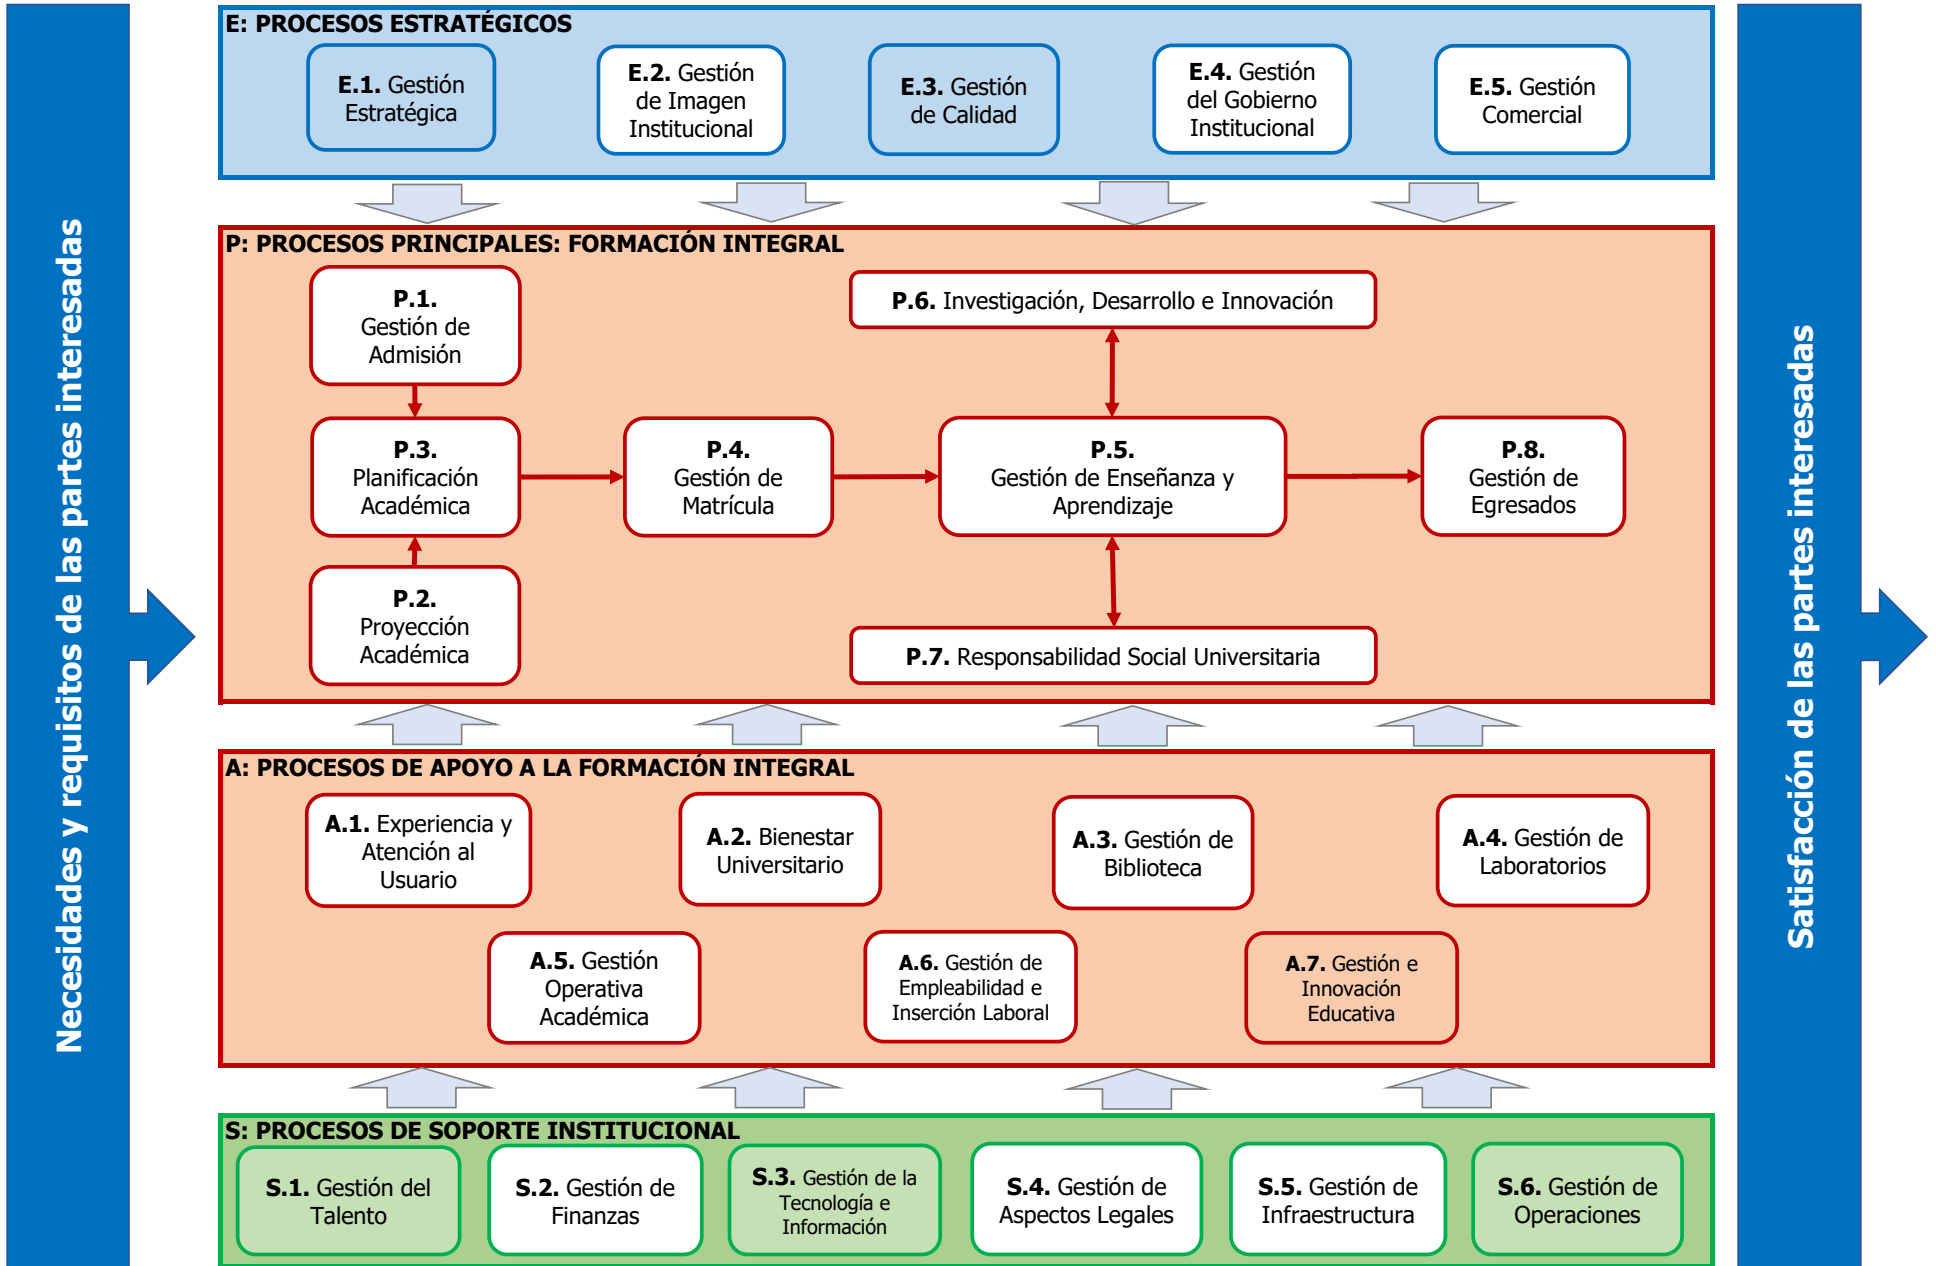 Necesidades y requisitos de las partes interesadas
E: PROCESOS ESTRATÉGICOS
E.1. Gestión
Estratégica
E.2. Gestión
de Imagen
Institucional
E.3. Gestión
de Calidad
E.4. Gestión
del Gobierno
Institucional
E.5. Gestión
Comercial
P: PROCESOS PRINCIPALES: FORMACIÓN INTEGRAL
P.1.
Gestión de
Admisión
P.6. Investigación, Desarrollo e Innovación
P.3.
Planificación
Académica
P.4.
Gestión de
Matrícula
P.5.
Gestión de Enseñanza y
Aprendizaje
P.8.
Gestión de
Egresados
P.2.
Proyección
Académica
P.7. Responsabilidad Social Universitaria
A: PROCESOS DE APOYO A LA FORMACIÓN INTEGRAL
A.1. Experiencia y
Atención al
Usuario
A.2. Bienestar
Universitario
A.3. Gestión de
Biblioteca
A.4. Gestión de
Laboratorios
A.5. Gestión
Operativa
Académica
A.6. Gestión de
Empleabilidad e
Inserción Laboral
A.7. Gestión e
Innovación
Educativa
S: PROCESOS DE SOPORTE INSTITUCIONAL
S.1. Gestión del
Talento
S.2. Gestión de
Finanzas
S.3. Gestión de la
Tecnología e
Información
S.4. Gestión de
Aspectos Legales
S.5. Gestión de
Infraestructura
S.6. Gestión de
Operaciones
Satisfacción de las partes interesadas